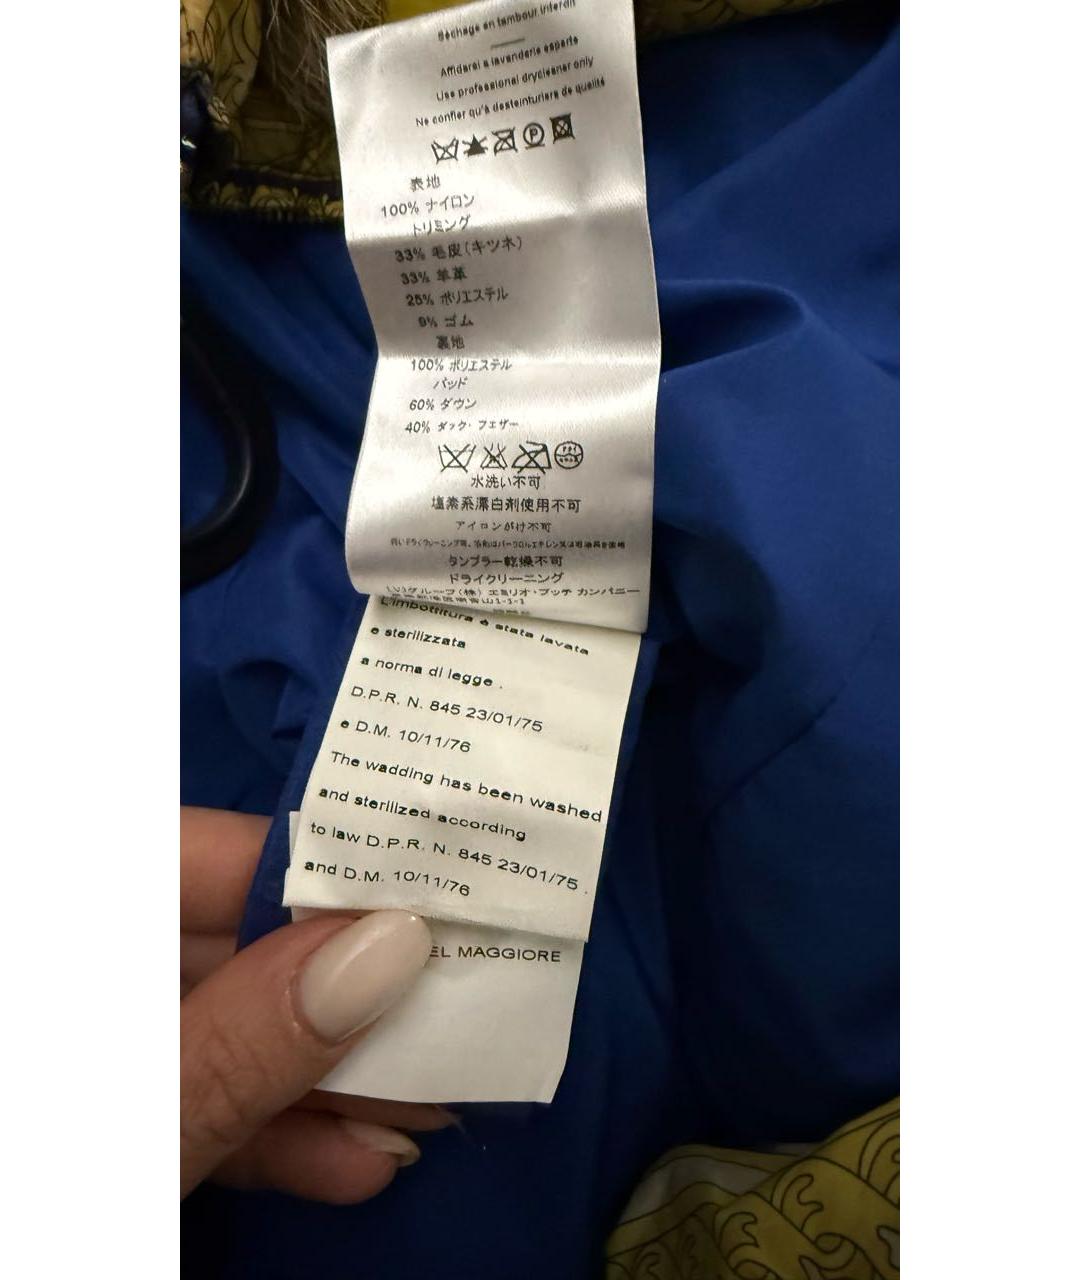 Séchage en tambour interdit
Affidarsi a lavanderie esperte
Use professional drycleaner only
Ne confier qu'à desteinturiers de qualité
表地
100% ナイロン
トリミング
33% 毛皮(キツネ)
33% 羊革
25% ポリエステル
9% ゴム
裏地
100% ポリエステル
パッド
60% ダウン
40% ダック・フェザー
水洗い不可
塩素系漂白剤使用不可
アイロンがけ不可
タンブラー乾燥不可
ドライクリーニング
グループ(株) エミリオ・プッチ カンパニー
L'imbottitura è stata lavata
e sterilizzata
a norma di legge .
D.P.R. N. 845 23/01/75
e D.M. 10/11/76
The wadding has been washed
and sterilized according
to law D.P.R. N. 845 23/01/75 .
and D.M. 10/11/76
EL MAGGIORE